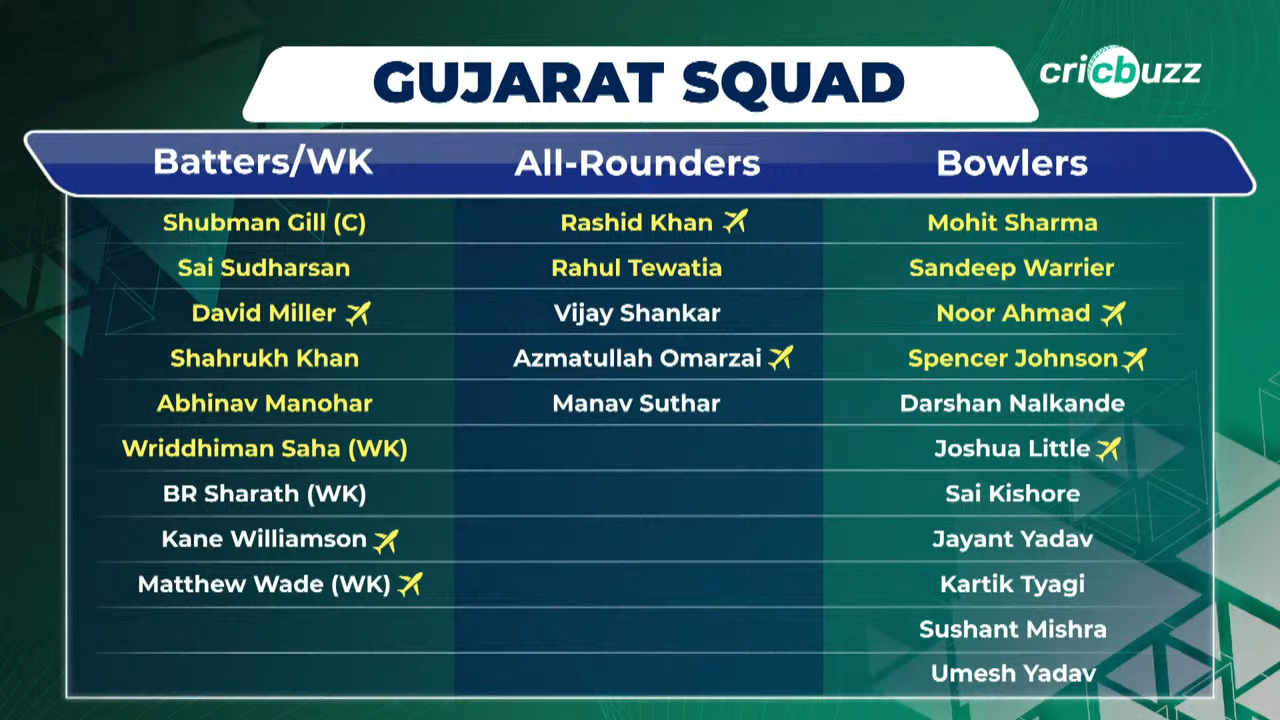 GUJARAT SQUAD
cricbuzz
Batters/WK All-Rounders Bowlers
Shubman Gill (C) Rashid Khan Mohit Sharma
Sai Sudharsan Rahul Tewatia Sandeep Warrier
David Miller Vijay Shankar Noor Ahmad
Shahrukh Khan Azmatullah Omarzai Spencer Johnson
Abhinav Manohar Manav Suthar Darshan Nalkande
Wriddhiman Saha (WK) Joshua Little
BR Sharath (WK) Sai Kishore
Kane Williamson Jayant Yadav
Matthew Wade (WK) Kartik Tyagi
Sushant Mishra
Umesh Yadav